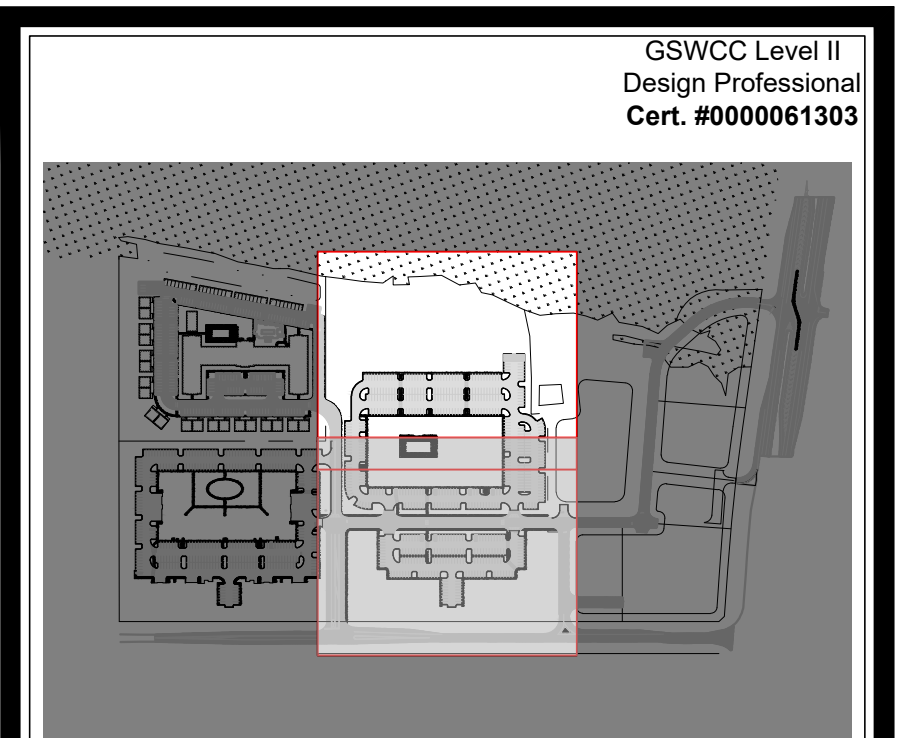 GSWCC Level II
Design Professional
Cert. #0000061303